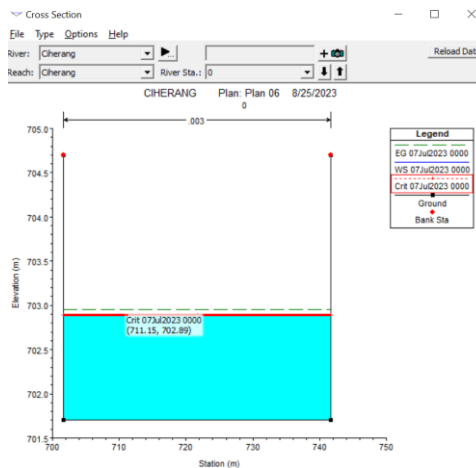 Cross Section
File Type Options Help
River: Ciherang
Reload Dat
Reach: Ciherang River Sta.: 0
CIHERANG Plan: Plan 06 8/25/2023
0
.003
Legend
EG 07Jul2023 0000
WS 07Jul2023 0000
Crit 07Jul2023 0000
Ground
Bank Sta
705.0
704.5
704.0
703.5
703.0
702.5
702.0
701.5
Elevation (m)
Crit 07Jul2023 0000
(711.15, 702.89)
700 710 720 730 740 750
Station (m)